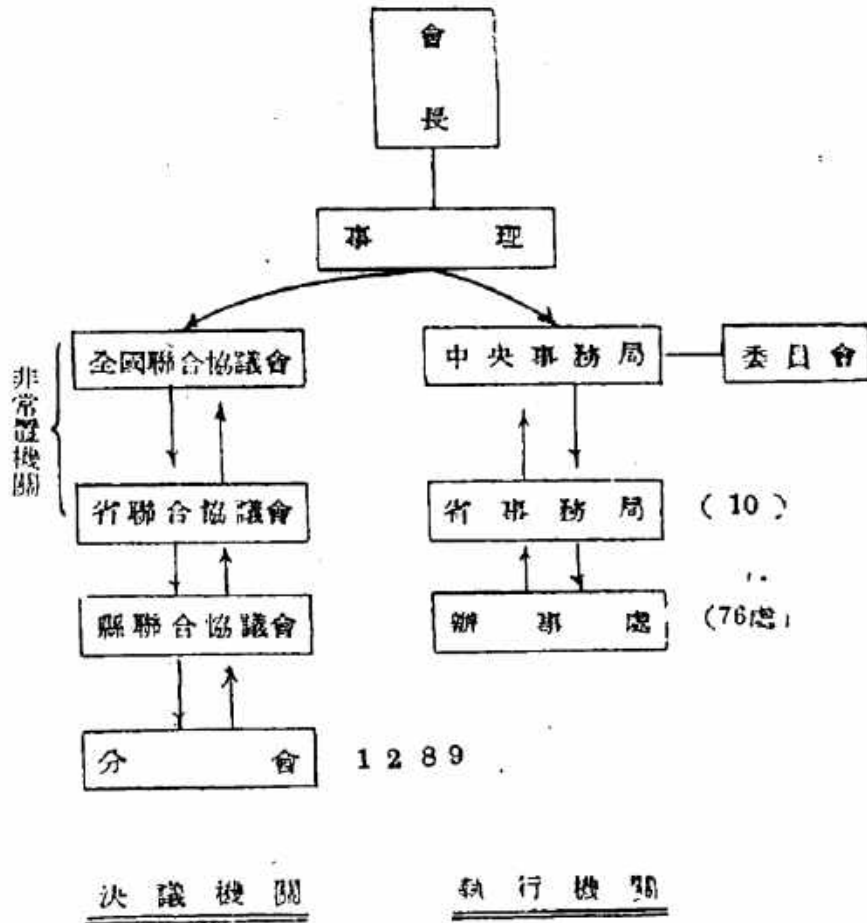 會長
事理
全國聯合協議會
中央事務局
委員會
非常設機關
省聯合協議會
省事務局
(10)
縣聯合協議會
辦事處
(76處)
分會
1289
決議機關
執行機關